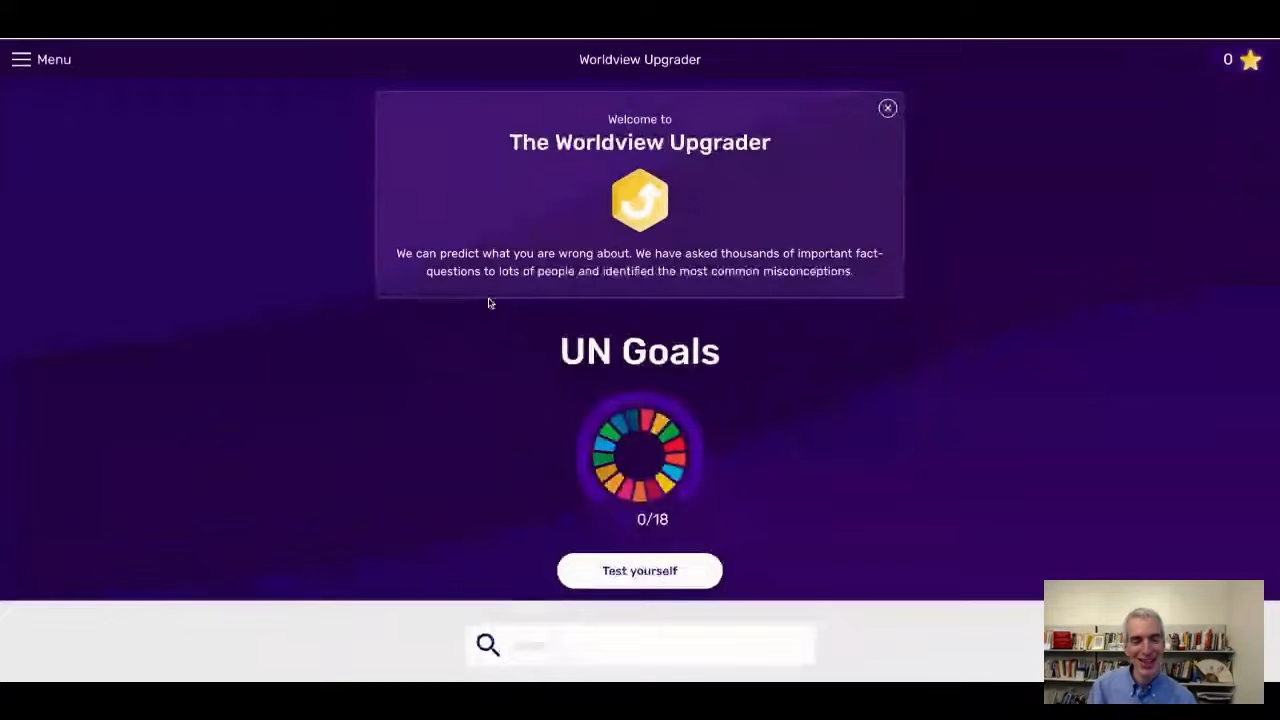 Menu
Worldview Upgrader
0
Welcome to
The Worldview Upgrader
We can predict what you are wrong about. We have asked thousands of important fact-
questions to lots of people and identified the most common misconceptions.
UN Goals
0/18
Test yourself